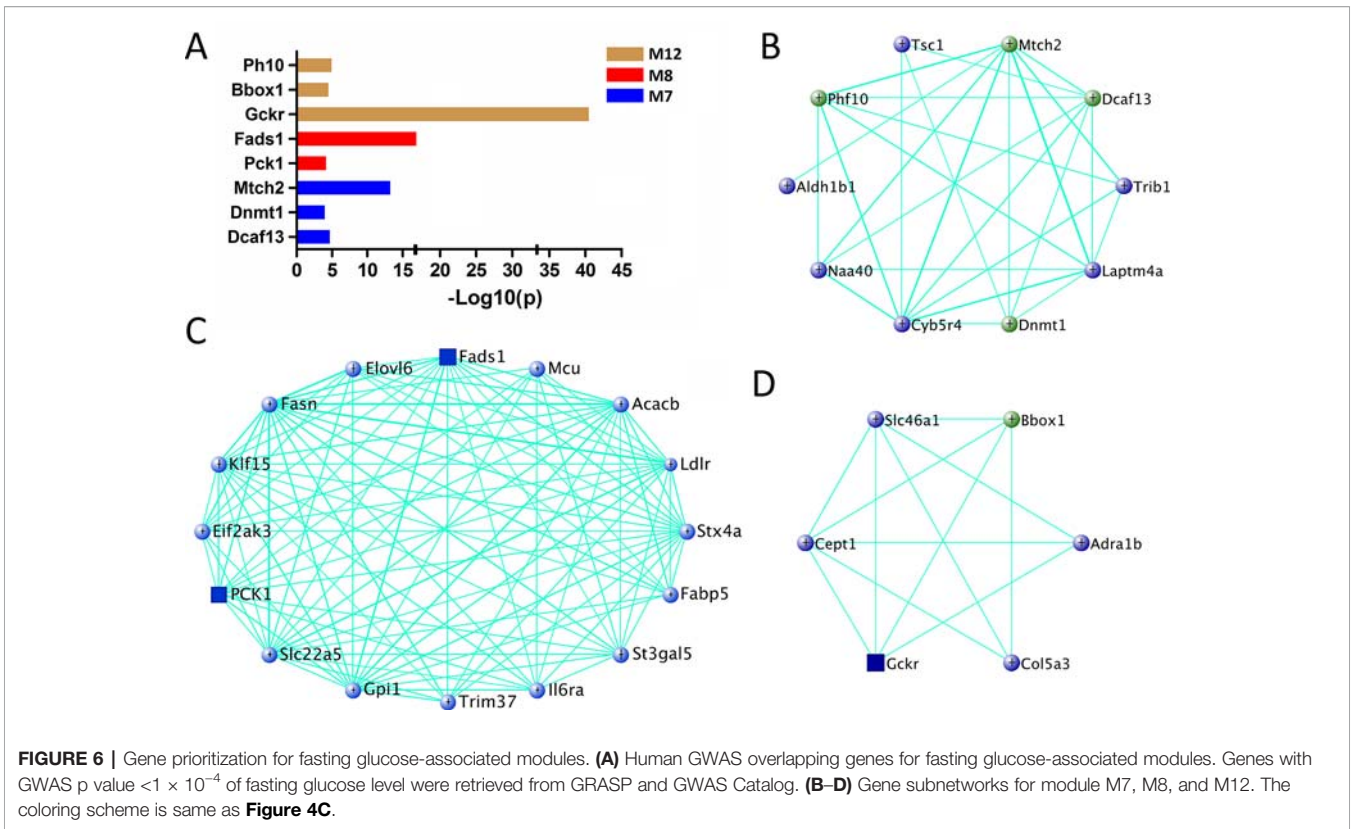 A
Ph10
Bbox1
Gckr
Fads1
Pck1
Mtch2
Dnmt1
Dcaf13
0 5 10 15 20 25 30 35 40 45
-Log10(p)
M12
M8
M7
B
Tsc1
Mtch2
Phf10
Dcaf13
Aldh1b1
Trib1
Naa40
Laptm4a
Cyb5r4
Dnmt1
C
Fads1
Elovl6
Mcu
Fasn
Acacb
Klf15
Ldlr
Eif2ak3
Stx4a
PCK1
Fabp5
Slc22a5
St3gal5
Gpi1
Il6ra
Trim37
D
Slc46a1
Bbox1
Cept1
Adra1b
Gckr
Col5a3
FIGURE 6 | Gene prioritization for fasting glucose-associated modules. (A) Human GWAS overlapping genes for fasting glucose-associated modules. Genes with
GWAS p value <1 × 10⁻⁴ of fasting glucose level were retrieved from GRASP and GWAS Catalog. (B–D) Gene subnetworks for module M7, M8, and M12. The
coloring scheme is same as Figure 4C.